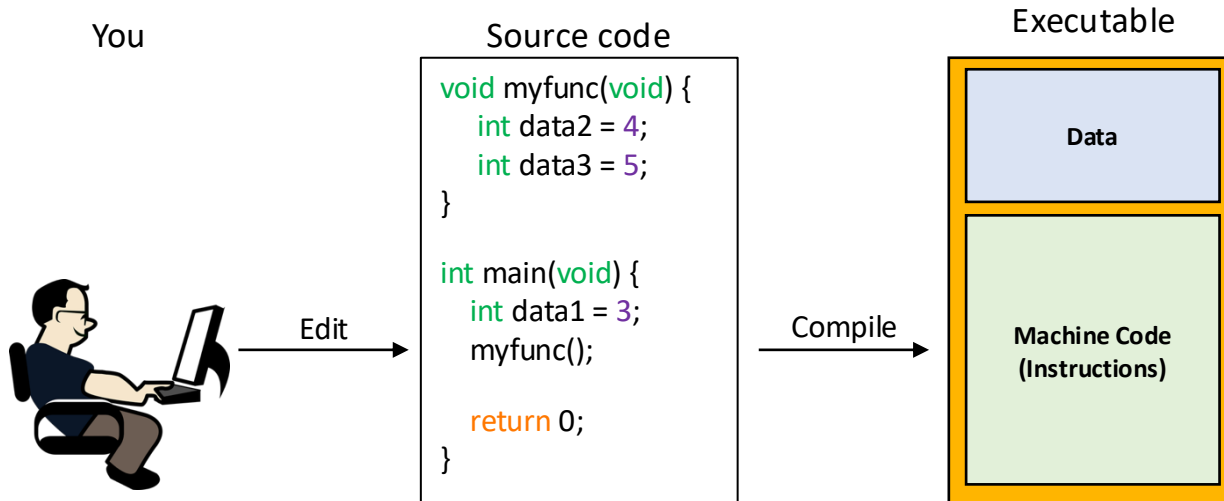 You
Source code
Executable
void myfunc(void) {
int data2 = 4;
int data3 = 5;
}
int main(void) {
int data1 = 3;
myfunc();
return 0;
}
Edit
Compile
Data
Machine Code
(Instructions)